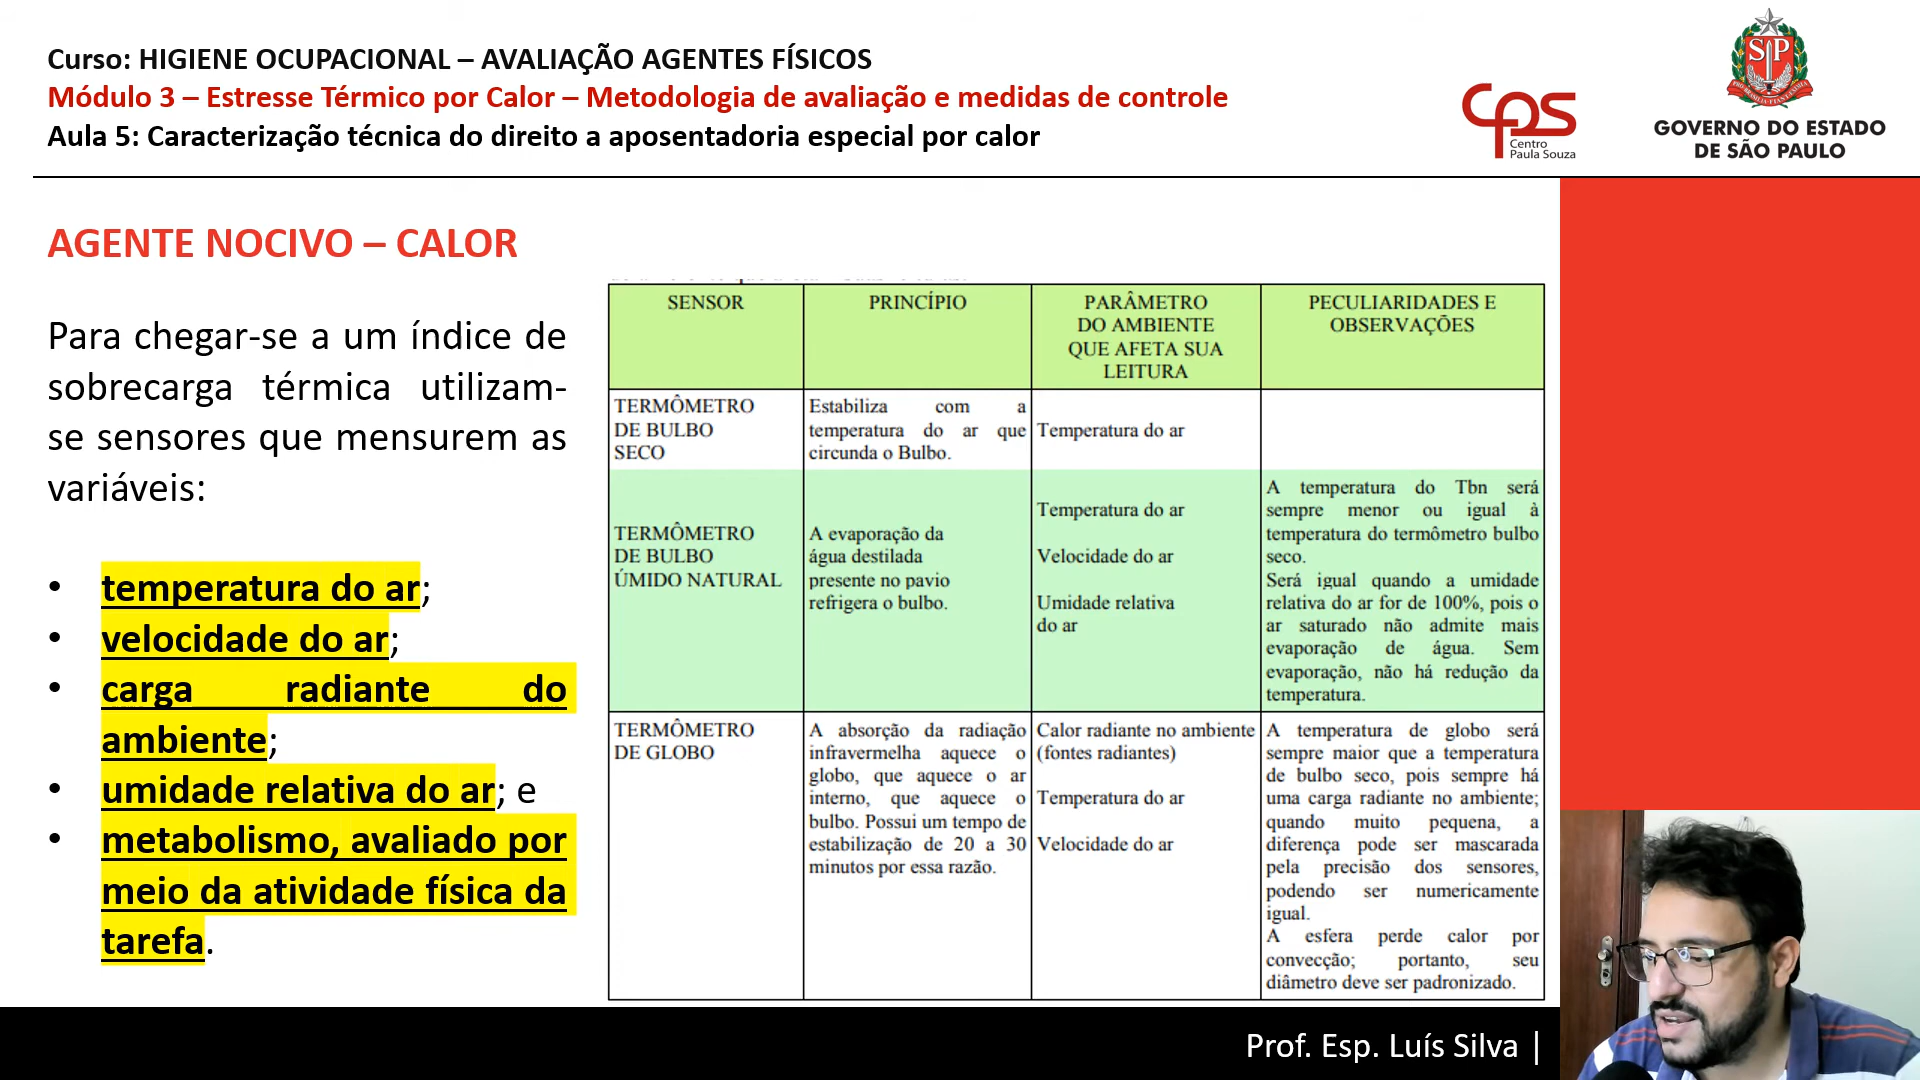 Curso: HIGIENE OCUPACIONAL – AVALIAÇÃO AGENTES FÍSICOS
Módulo 3 – Estresse Térmico por Calor – Metodologia de avaliação e medidas de controle
Aula 5: Caracterização técnica do direito a aposentadoria especial por calor
cps
Centro
Paula Souza
SP
GOVERNO DO ESTADO
DE SÃO PAULO
AGENTE NOCIVO – CALOR
Para chegar-se a um índice de
sobrecarga térmica utilizam-
se sensores que mensurem as
variáveis:
• temperatura do ar;
• velocidade do ar;
• carga radiante do
ambiente;
• umidade relativa do ar; e
• metabolismo, avaliado por
meio da atividade física da
tarefa.
SENSOR
PRINCÍPIO
PARÂMETRO
DO AMBIENTE
QUE AFETA SUA
LEITURA
PECULIARIDADES E
OBSERVAÇÕES
TERMÔMETRO
DE BULBO
SECO
Estabiliza com a
temperatura do ar que
circunda o Bulbo.
Temperatura do ar
TERMÔMETRO
DE BULBO
ÚMIDO NATURAL
A evaporação da
água destilada
presente no pavio
refrigera o bulbo.
Temperatura do ar
Velocidade do ar
Umidade relativa
do ar
A temperatura do Tbn será
sempre menor ou igual à
temperatura do termômetro bulbo
seco.
Será igual quando a umidade
relativa do ar for de 100%, pois o
ar saturado não admite mais
evaporação de água. Sem
evaporação, não há redução da
temperatura.
TERMÔMETRO
DE GLOBO
A absorção da radiação
infravermelha aquece o
globo, que aquece o ar
interno, que aquece o
bulbo. Possui um tempo de
estabilização de 20 a 30
minutos por essa razão.
Calor radiante no ambiente
(fontes radiantes)
Temperatura do ar
Velocidade do ar
A temperatura de globo será
sempre maior que a temperatura
de bulbo seco, pois sempre há
uma carga radiante no ambiente;
quando muito pequena, a
diferença pode ser mascarada
pela precisão dos sensores,
podendo ser numericamente
igual.
A esfera perde calor por
convecção; portanto, seu
diâmetro deve ser padronizado.
Prof. Esp. Luís Silva |